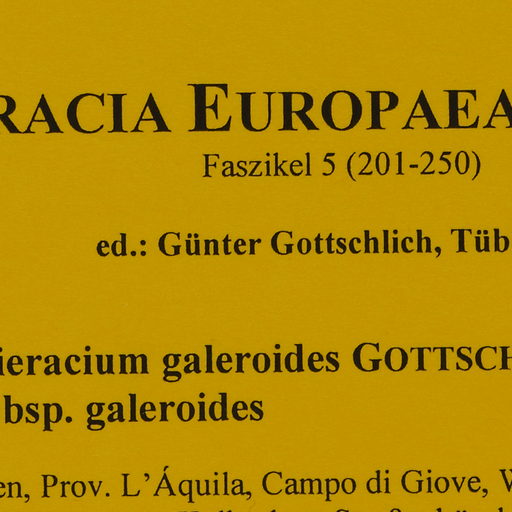 RACIA EUROPAEA
Faszikel 5 (201-250)
ed.: Günter Gottschlich, Tüb
ieracium galeroides GOTTSCH
bsp. galeroides
en, Prov. L'Áquila, Campo di Giove, W